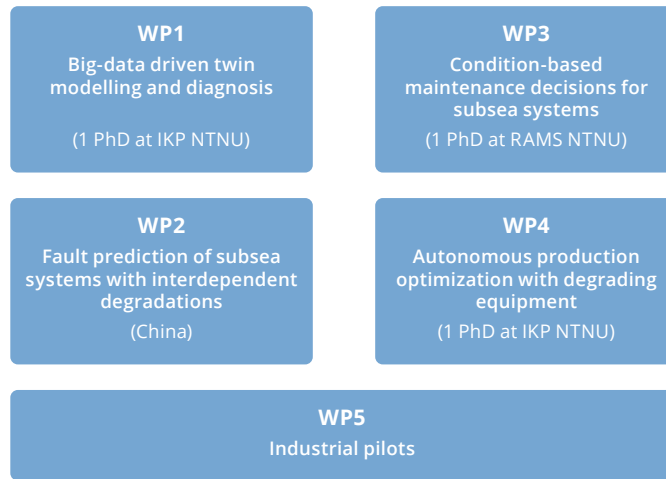 WP1
Big-data driven twin
modelling and diagnosis
(1 PhD at IKP NTNU)
WP3
Condition-based
maintenance decisions for
subsea systems
(1 PhD at RAMS NTNU)
WP2
Fault prediction of subsea
systems with interdependent
degradations
(China)
WP4
Autonomous production
optimization with degrading
equipment
(1 PhD at IKP NTNU)
WP5
Industrial pilots